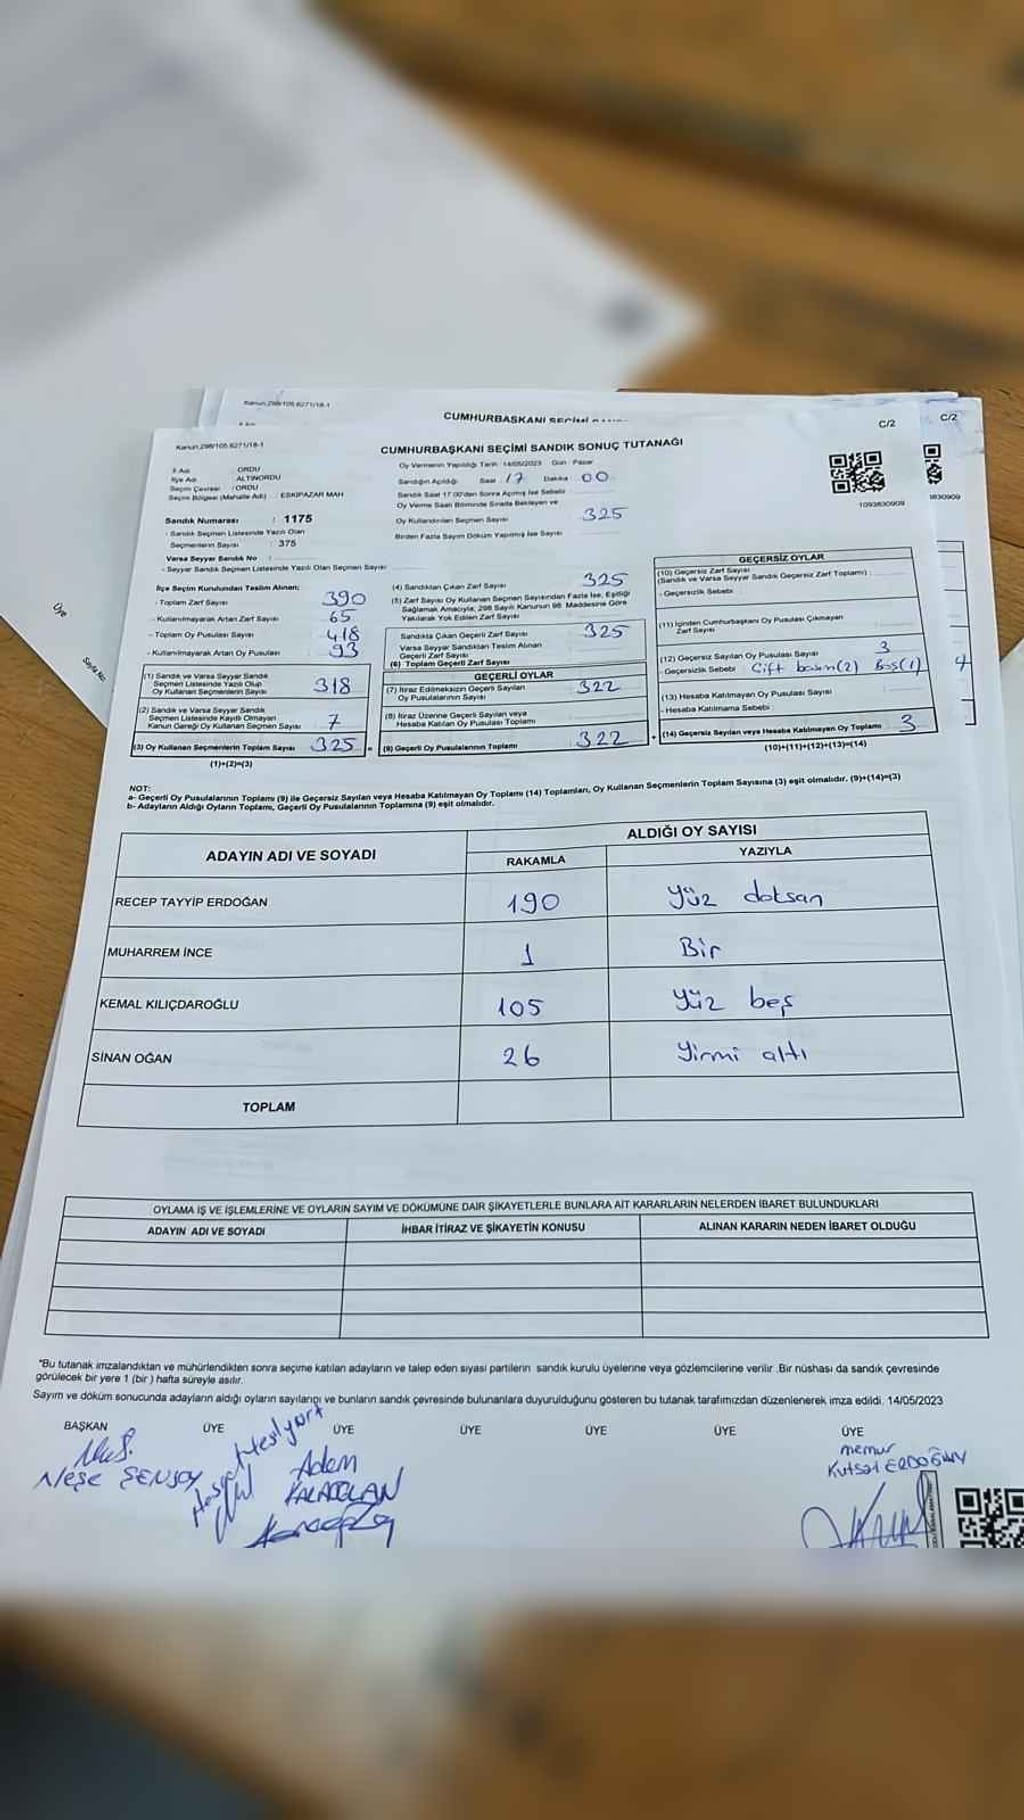 Kanun:298/105 6271/18-1
CUMHURBAŞKANI SEÇİMİ
C/2
Kanun:298/105 6271/18-1
CUMHURBAŞKANI SEÇİMİ SANDIK SONUÇ TUTANAĞI
C/2
İl Adı : ORDU
İlçe Adı : ALTINORDU
Seçim Çevresi : ORDU
Seçim Bölgesi (Mahalle Adı) : ESKIPAZAR MAH
Oy Vermenin Yapıldığı Tarih : 14/05/2023 Gün : Pazar
Sandığın Açıldığı Saat : 17 Dakika : 00
Sandık Saat 17:00'den Sonra Açılmış İse Sebebi
Oy Verme Saati Bitiminde Sırada Bekleyen ve
Oy Kullandırılan Seçmen Sayısı 325
Birden Fazla Sayım Döküm Yapılmış İse Sayısı
1093830909
1830909
Sandık Numarası : 1175
- Sandık Seçmen Listesinde Yazılı Olan
Seçmenlerin Sayısı : 375
Varsa Seyyar Sandık No :
- Seyyar Sandık Seçmen Listesinde Yazılı Olan Seçmen Sayısı
İlçe Seçim Kurulundan Teslim Alınan;
- Toplam Zarf Sayısı 390
- Kullanılmayarak Artan Zarf Sayısı 65
- Toplam Oy Pusulası Sayısı 418
- Kullanılmayarak Artan Oy Pusulası 93
(1) Sandık ve Varsa Seyyar Sandık
Seçmen Listesinde Yazılı Olup
Oy Kullanan Seçmenlerin Sayısı 318
(2) Sandık ve Varsa Seyyar Sandık
Seçmen Listesinde Kayıtlı Olmayan
Kanun Gereği Oy Kullanan Seçmen Sayısı 7
(3) Oy Kullanan Seçmenlerin Toplam Sayısı 325 =
(1)+(2)=(3)
(4) Sandıktan Çıkan Zarf Sayısı 325
(5) Zarf Sayısı Oy Kullanan Seçmen Sayısından Fazla İse, Eşitliği
Sağlamak Amacıyla, 298 Sayılı Kanunun 98. Maddesine Göre
Yakılarak Yok Edilen Zarf Sayısı
Sandıkta Çıkan Geçerli Zarf Sayısı 325
Varsa Seyyar Sandıktan Teslim Alınan
Geçerli Zarf Sayısı
(6) Toplam Geçerli Zarf Sayısı
GEÇERLİ OYLAR
(7) İtiraz Edilmeksizin Geçerli Sayılan
Oy Pusulalarının Sayısı 322
(8) İtiraz Üzerine Geçerli Sayılan veya
Hesaba Katılan Oy Pusulası Toplamı
(9) Geçerli Oy Pusulalarının Toplamı 322 +
GEÇERSİZ OYLAR
(10) Geçersiz Zarf Sayısı
(Sandık ve Varsa Seyyar Sandık Geçersiz Zarf Toplamı) :
- Geçersizlik Sebebi
(11) İçinden Cumhurbaşkanı Oy Pusulası Çıkmayan
Zarf Sayısı
(12) Geçersiz Sayılan Oy Pusulası Sayısı 3
- Geçersizlik Sebebi Çift basım(2) Boş(1)
(13) Hesaba Katılmayan Oy Pusulası Sayısı
- Hesaba Katılmama Sebebi :
(14) Geçersiz Sayılan veya Hesaba Katılmayan Oy Toplamı 3
(10)+(11)+(12)+(13)=(14)
Üye
NOT:
a- Geçerli Oy Pusulalarının Toplamı (9) ile Geçersiz Sayılan veya Hesaba Katılmayan Oy Toplamı (14) Toplamları, Oy Kullanan Seçmenlerin Toplam Sayısına (3) eşit olmalıdır. (9)+(14)=(3)
b- Adayların Aldığı Oyların Toplamı, Geçerli Oy Pusulalarının Toplamına (9) eşit olmalıdır.
ADAYIN ADI VE SOYADI
ALDIĞI OY SAYISI
RAKAMLA YAZIYLA
RECEP TAYYİP ERDOĞAN 190 Yüz doksan
MUHARREM İNCE 1 Bir
KEMAL KILIÇDAROĞLU 105 Yüz beş
SİNAN OĞAN 26 Yirmi altı
TOPLAM
OYLAMA İŞ VE İŞLEMLERİNE VE OYLARIN SAYIM VE DÖKÜMÜNE DAİR ŞİKAYETLERLE BUNLARA AİT KARARLARIN NELERDEN İBARET BULUNDUKLARI
ADAYIN ADI VE SOYADI İHBAR İTİRAZ VE ŞİKAYETİN KONUSU ALINAN KARARIN NEDEN İBARET OLDUĞU
*Bu tutanak imzalandıktan ve mühürlendikten sonra seçime katılan adayların ve talep eden siyasi partilerin sandık kurulu üyelerine veya gözlemcilerine verilir .Bir nüshası da sandık çevresinde
görülecek bir yere 1 (bir ) hafta süreyle asılır.
Sayım ve döküm sonucunda adayların aldığı oyların sayılarını ve bunların sandık çevresinde bulunanlara duyurulduğunu gösteren bu tutanak tarafımızdan düzenlenerek imza edildi. 14/05/2023
BAŞKAN ÜYE ÜYE ÜYE ÜYE ÜYE ÜYE
Neşe ŞENSOY
Adem
KARAASLAN
memur
Kutsal ERDOĞAN